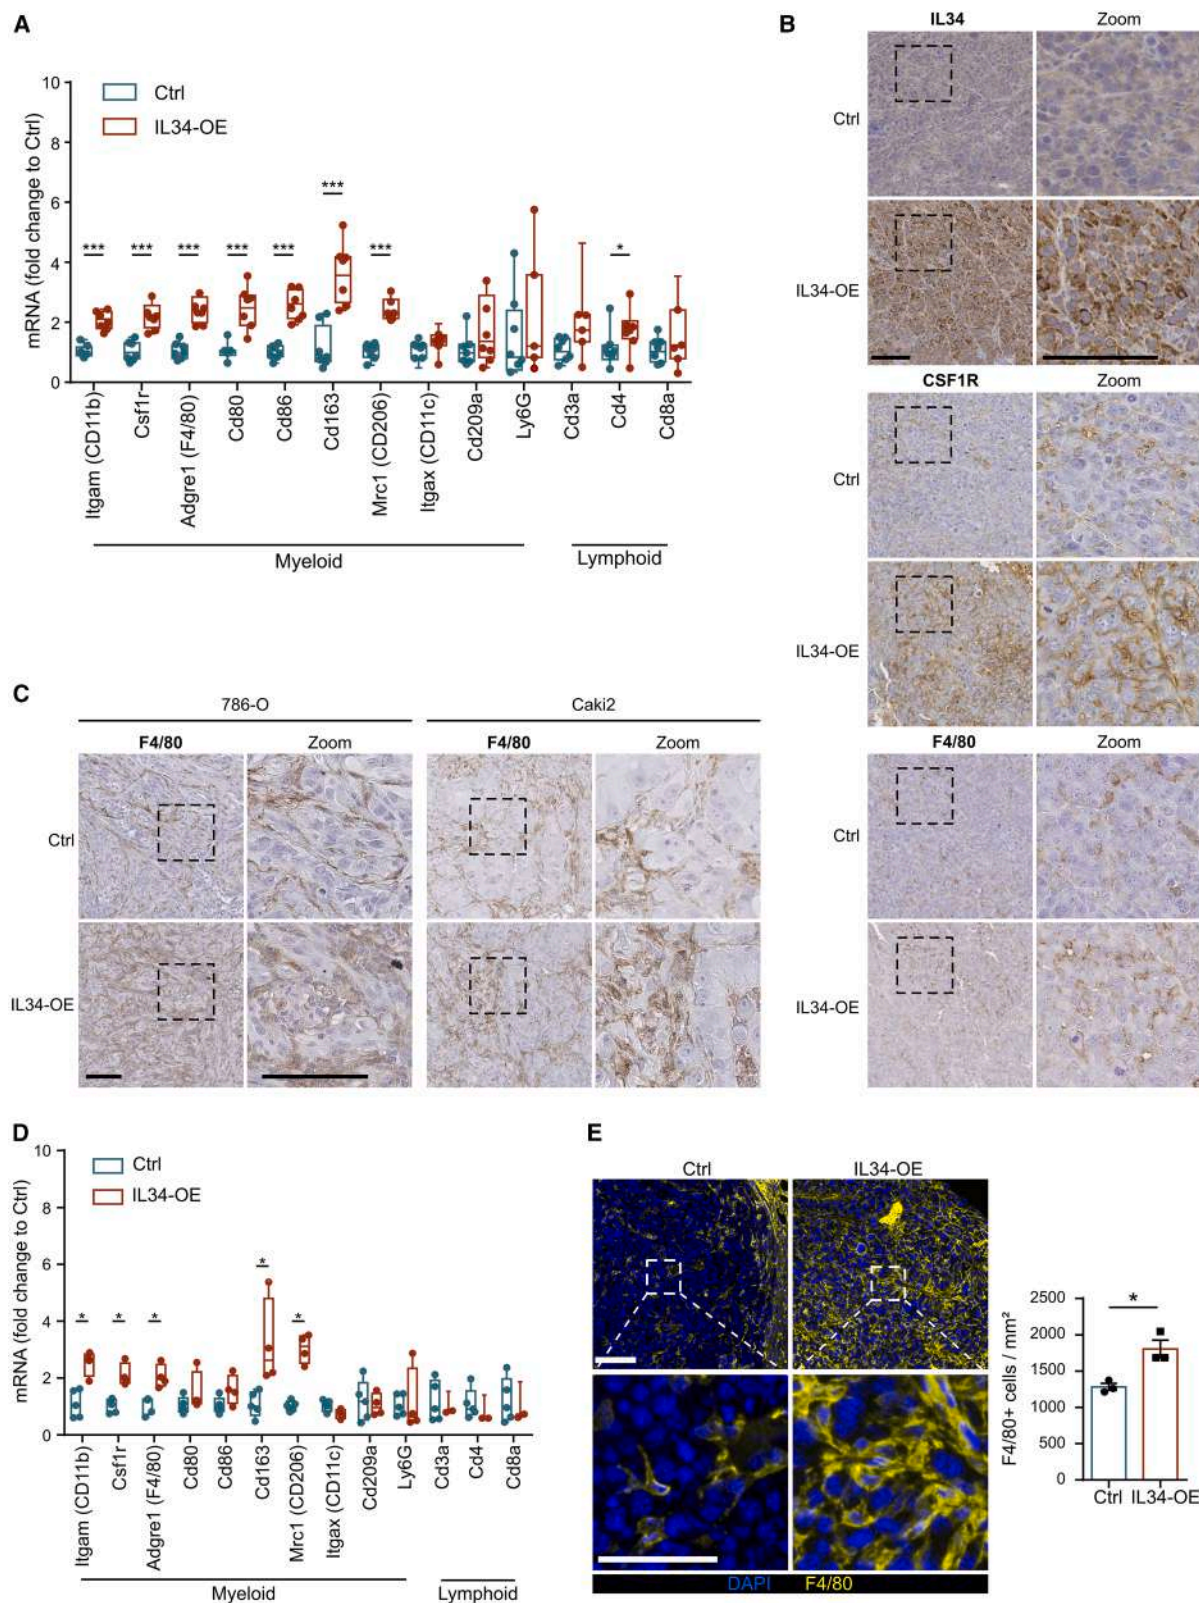 A
mRNA (fold change to Ctrl)
10
8
6
4
2
0
Ctrl
IL34-OE
***
***
***
***
***
***
***
*
Itgam (CD11b)
Csf1r
Adgre1 (F4/80)
Cd80
Cd86
Cd163
Mrc1 (CD206)
Itgax (CD11c)
Cd209a
Ly6G
Cd3a
Cd4
Cd8a
Myeloid
Lymphoid
B
IL34 Zoom
Ctrl
IL34-OE
CSF1R Zoom
Ctrl
IL34-OE
F4/80 Zoom
Ctrl
IL34-OE
C
786-O Caki2
F4/80 Zoom F4/80 Zoom
Ctrl
IL34-OE
D
mRNA (fold change to Ctrl)
10
8
6
4
2
0
Ctrl
IL34-OE
*
*
*
*
*
Itgam (CD11b)
Csf1r
Adgre1 (F4/80)
Cd80
Cd86
Cd163
Mrc1 (CD206)
Itgax (CD11c)
Cd209a
Ly6G
Cd3a
Cd4
Cd8a
Myeloid
Lymphoid
E
Ctrl IL34-OE
DAPI F4/80
F4/80+ cells / mm²
2500
2000
1500
1000
500
0
*
Ctrl IL34-OE